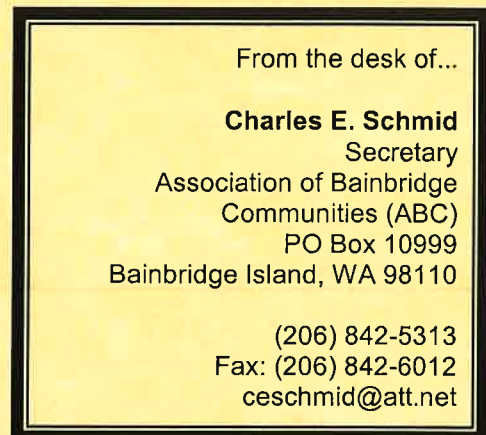 From the desk of...
Charles E. Schmid
Secretary
Association of Bainbridge
Communities (ABC)
PO Box 10999
Bainbridge Island, WA 98110
(206) 842-5313
Fax: (206) 842-6012
ceschmid@att.net